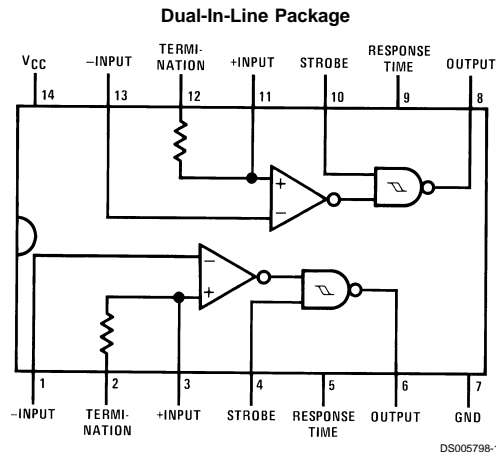 Dual-In-Line Package
VCC
–INPUT
TERMI-
NATION
+INPUT
STROBE
RESPONSE
TIME
OUTPUT
14
13
12
11
10
9
8
+
–
–
+
1
2
3
4
5
6
7
–INPUT
TERMI-
NATION
+INPUT
STROBE
RESPONSE
TIME
OUTPUT
GND
DS005798-1